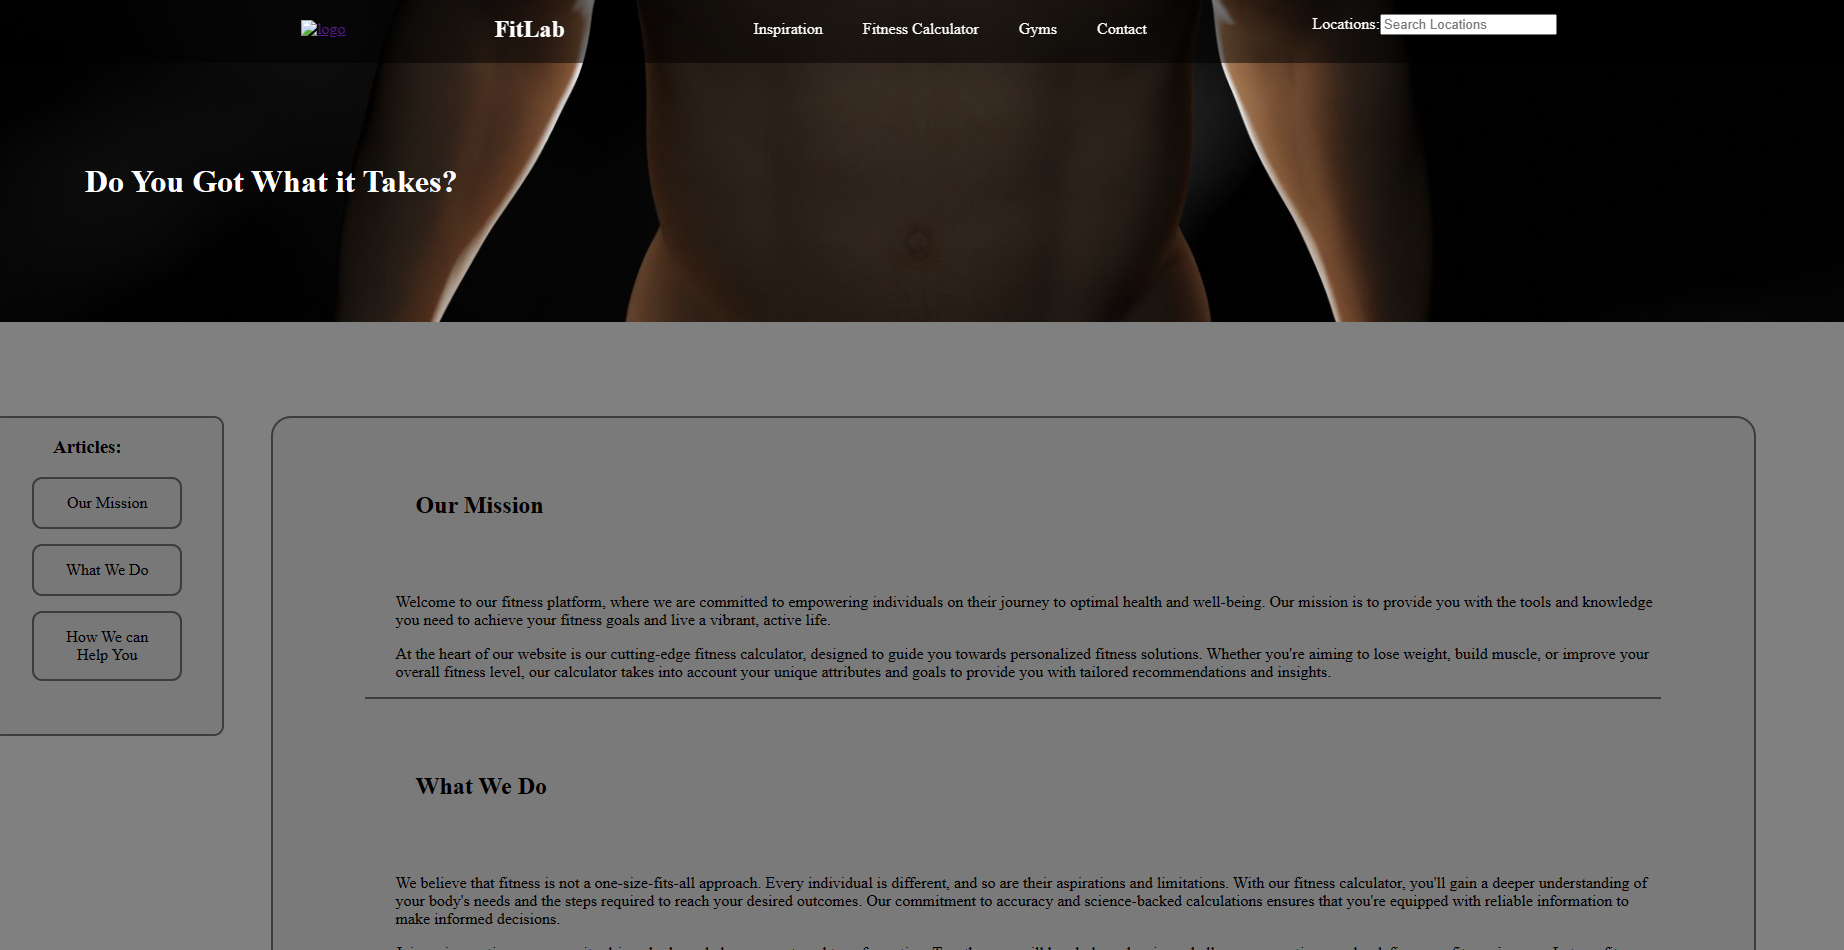 logo
FitLab
Inspiration
Fitness Calculator
Gyms
Contact
Locations:
Search Locations
Do You Got What it Takes?
Articles:
Our Mission
What We Do
How We can
Help You
Our Mission
Welcome to our fitness platform, where we are committed to empowering individuals on their journey to optimal health and well-being. Our mission is to provide you with the tools and knowledge
you need to achieve your fitness goals and live a vibrant, active life.
At the heart of our website is our cutting-edge fitness calculator, designed to guide you towards personalized fitness solutions. Whether you're aiming to lose weight, build muscle, or improve your
overall fitness level, our calculator takes into account your unique attributes and goals to provide you with tailored recommendations and insights.
What We Do
We believe that fitness is not a one-size-fits-all approach. Every individual is different, and so are their aspirations and limitations. With our fitness calculator, you'll gain a deeper understanding of
your body's needs and the steps required to reach your desired outcomes. Our commitment to accuracy and science-backed calculations ensures that you're equipped with reliable information to
make informed decisions.